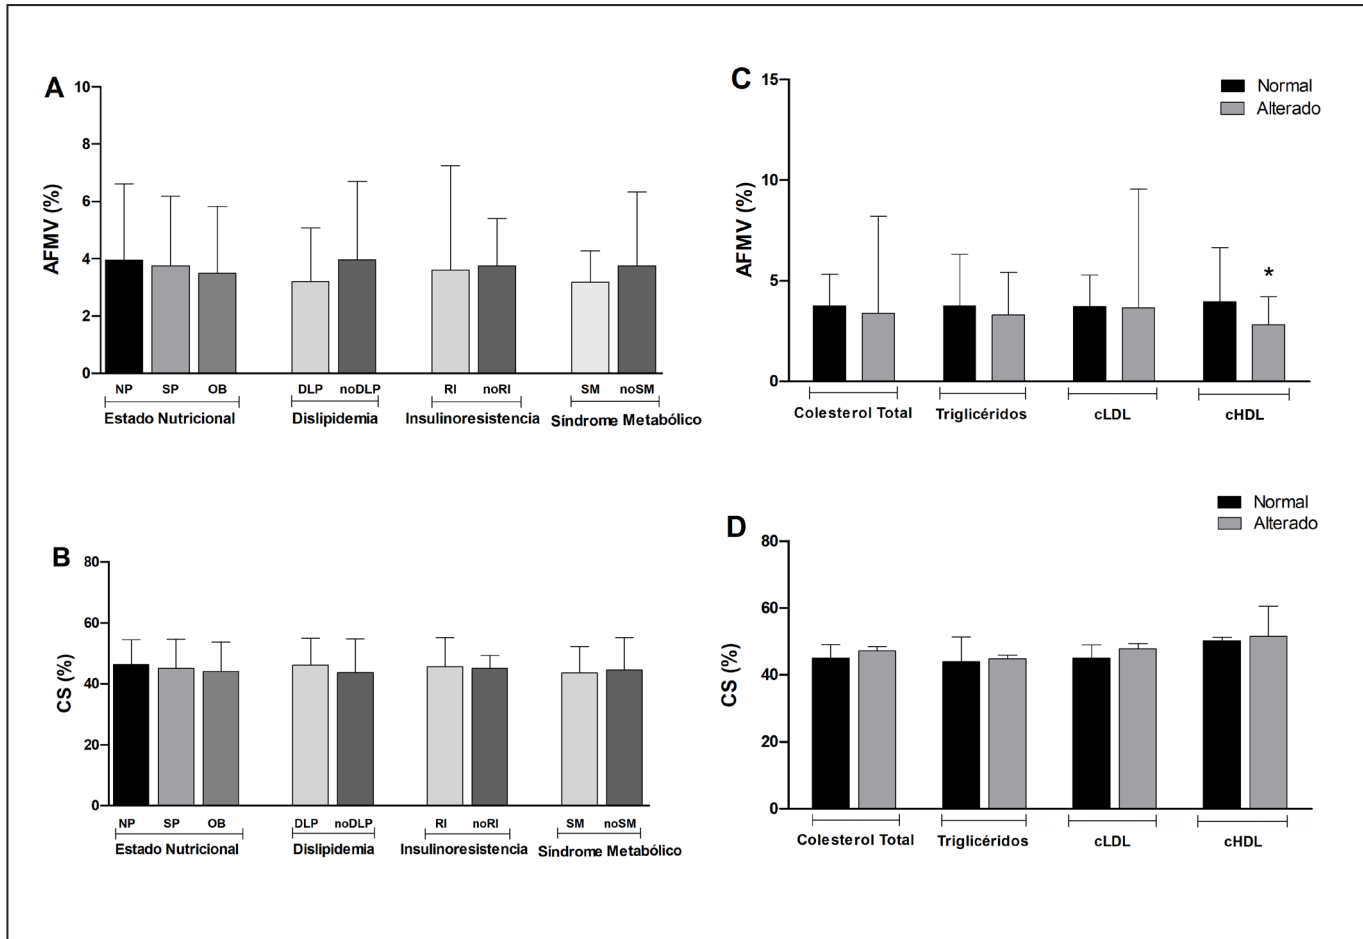 A
10
8
6
4
2
0
AFMV (%)
NP SP OB DLP noDLP RI noRI SM noSM
Estado Nutricional Dislipidemia Insulinoresistencia Síndrome Metabólico
C
Normal
Alterado
15
10
5
0
AFMV (%)
*
Colesterol Total Triglicéridos cLDL cHDL
B
80
60
40
20
0
CS (%)
NP SP OB DLP noDLP RI noRI SM noSM
Estado Nutricional Dislipidemia Insulinoresistencia Síndrome Metabólico
D
Normal
Alterado
80
60
40
20
0
CS (%)
Colesterol Total Triglicéridos cLDL cHDL